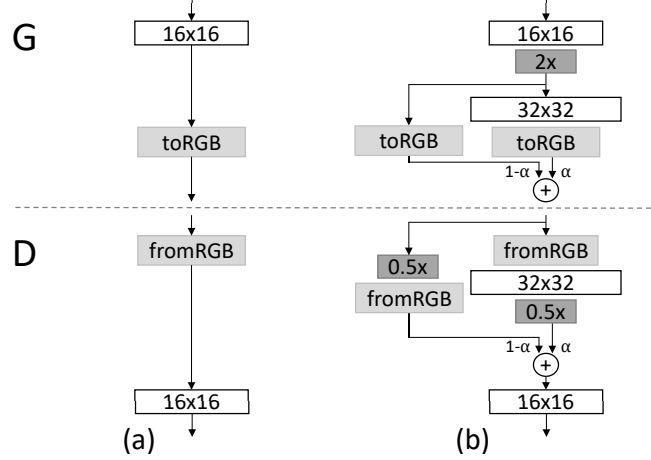 G
16x16
toRGB
16x16
2x
32x32
toRGB
toRGB
1-α
α
+
D
fromRGB
16x16
(a)
fromRGB
0.5x
32x32
fromRGB
0.5x
1-α
α
+
16x16
(b)